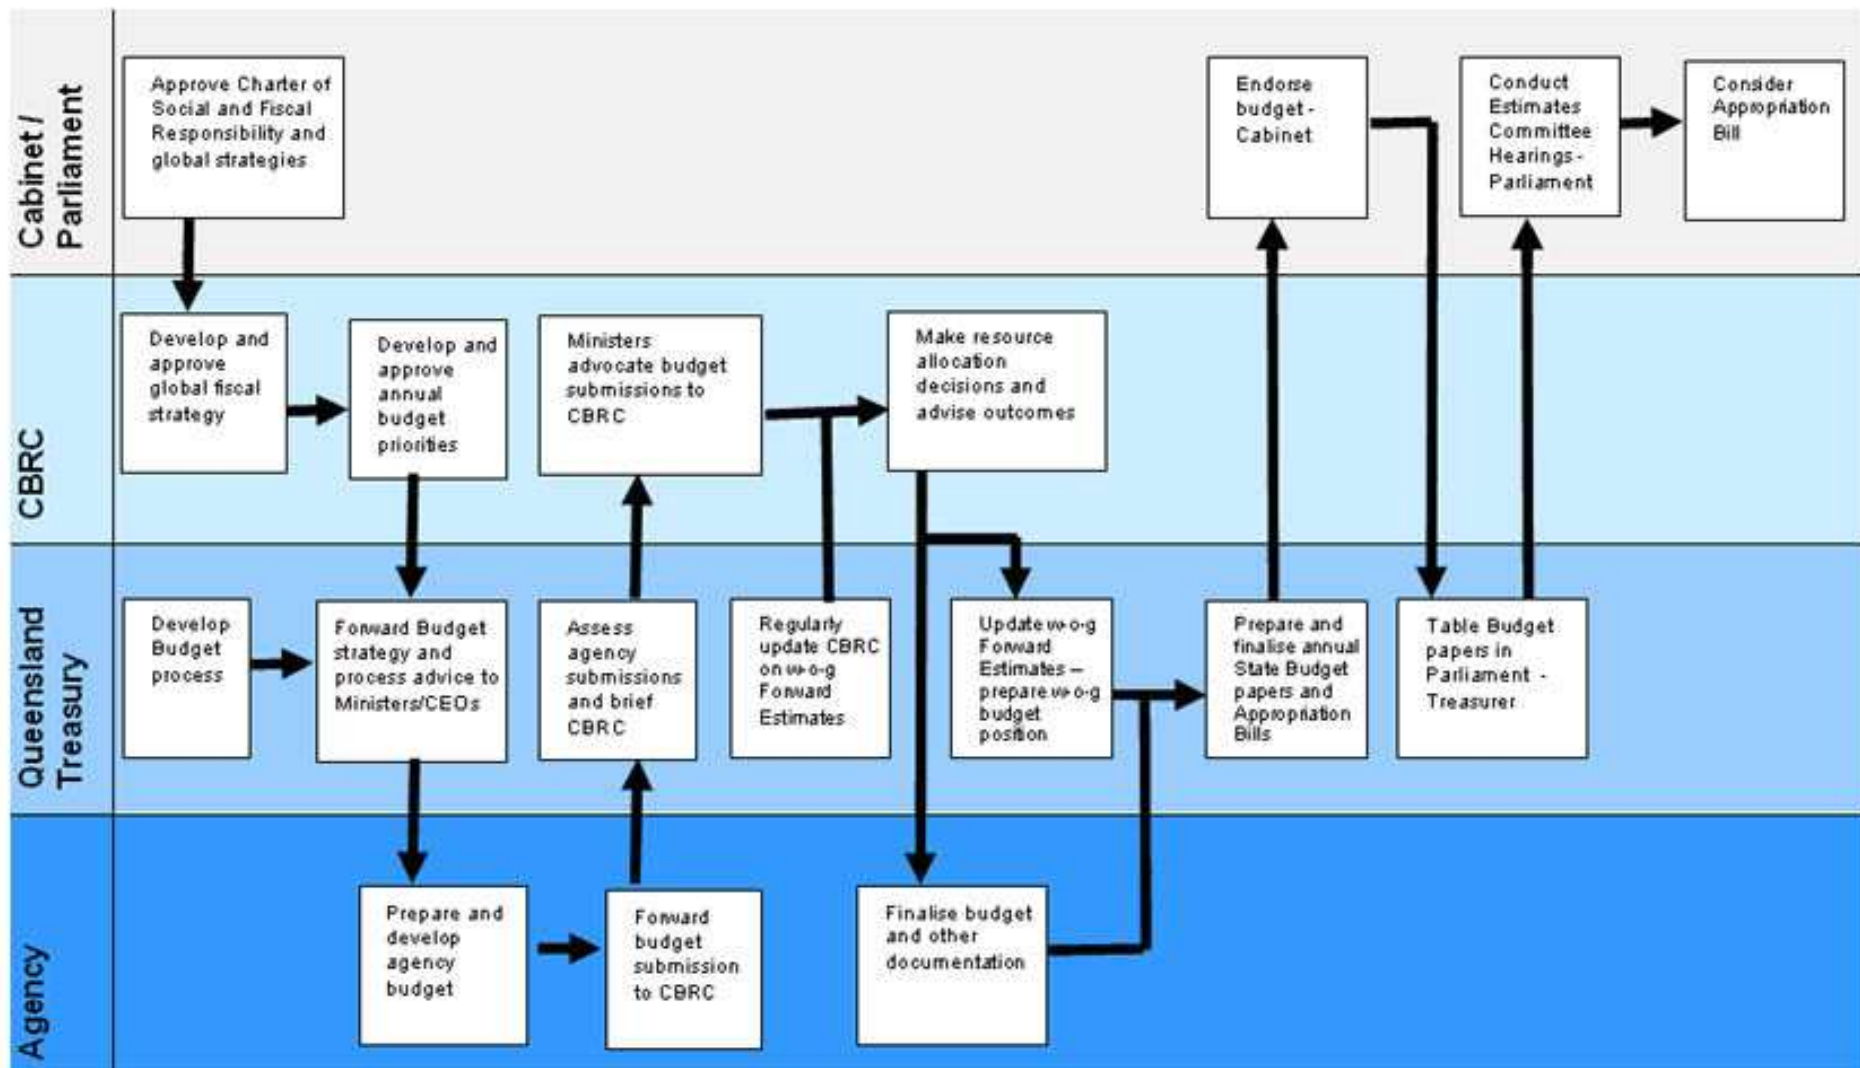 Cabinet /
Parliament
Approve Charter of
Social and Fiscal
Responsibility and
global strategies
Endorse
budget -
Cabinet
Conduct
Estimates
Committee
Hearings -
Parliament
Consider
Appropriation
Bill
CBRC
Develop and
approve
global fiscal
strategy
Develop and
approve
annual
budget
priorities
Ministers
advocate budget
submissions to
CBRC
Make resource
allocation
decisions and
advise outcomes
Queensland
Treasury
Develop
Budget
process
Forward Budget
strategy and
process advice to
Ministers/CEOs
Assess
agency
submissions
and brief
CBRC
Regularly
update CBRC
on w-o-g
Forward
Estimates
Update w-o-g
Forward
Estimates –
prepare w-o-g
budget
position
Prepare and
finalise annual
State Budget
papers and
Appropriation
Bills
Table Budget
papers in
Parliament -
Treasurer
Agency
Prepare and
develop
agency
budget
Forward
budget
submission
to CBRC
Finalise budget
and other
documentation